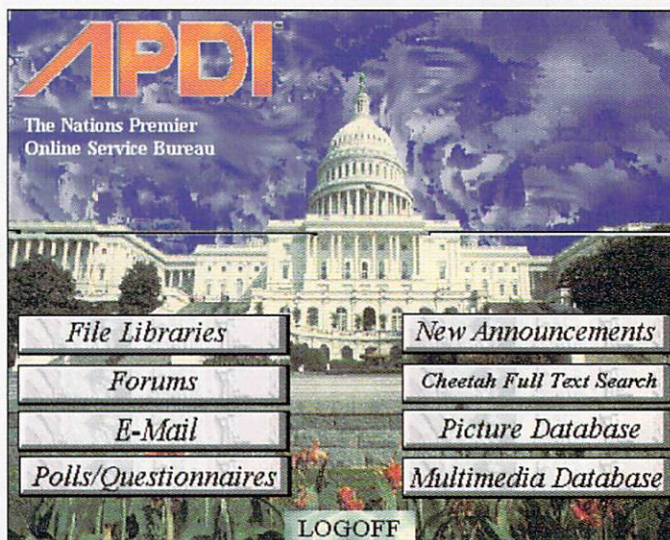 APDI
The Nations Premier
Online Service Bureau
File Libraries
Forums
E-Mail
Polls/Questionnaires
New Announcements
Cheetah Full Text Search
Picture Database
Multimedia Database
LOGOFF